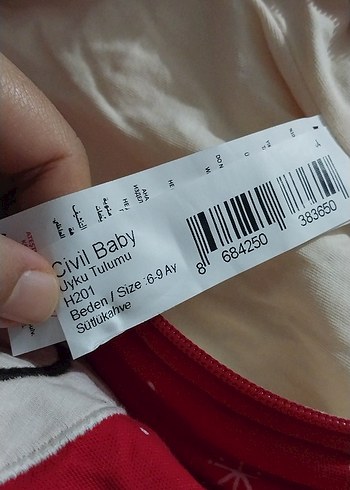 Civil Baby
Uyku Tulumu
H201
Beden / Size :6-9 Ay
Sütlükahve
8 684250 383650